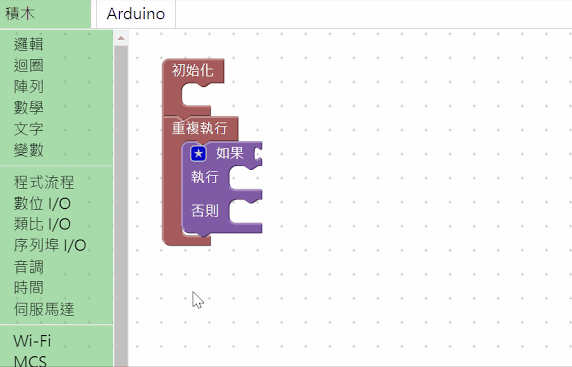 積木 Arduino
邏輯
迴圈
陣列
數學
文字
變數
程式流程
數位 I/O
類比 I/O
序列埠 I/O
音調
時間
伺服馬達
Wi-Fi
MCS
初始化
重複執行
如果
執行
否則